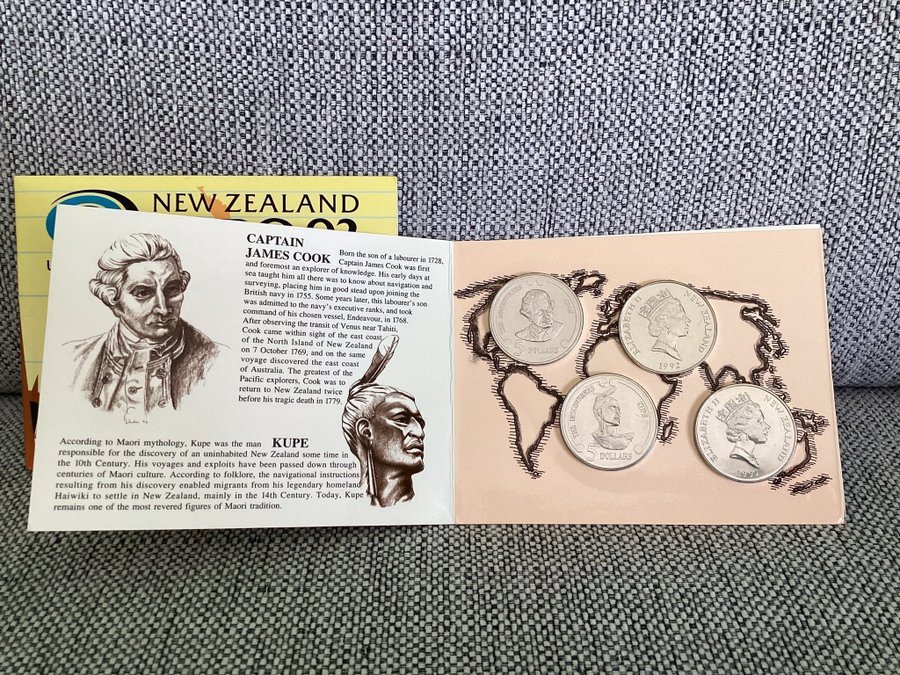 NEW ZEALAND
CAPTAIN
JAMES COOK
Born the son of a labourer in 1728,
Captain James Cook was first
and foremost an explorer of knowledge. His early days at
sea taught him all there was to know about navigation and
surveying, placing him in good stead upon joining the
British navy in 1755. Some years later, this labourer's son
was admitted to the navy's executive ranks, and took
command of his chosen vessel, Endeavour, in 1768.
After observing the transit of Venus near Tahiti,
Cook came within sight of the east coast
of the North Island of New Zealand
on 7 October 1769, and on the same
voyage discovered the east coast
of Australia. The greatest of the
Pacific explorers, Cook was to
return to New Zealand twice
before his tragic death in 1779.
KUPE
According to Maori mythology, Kupe was the man
responsible for the discovery of an uninhabited New Zealand some time in
the 10th Century. His voyages and exploits have been passed down through
centuries of Maori culture. According to folklore, the navigational instructions
resulting from his discovery enabled migrants from his legendary homeland
Haiwiki to settle in New Zealand, mainly in the 14th Century. Today, Kupe
remains one of the most revered figures of Maori tradition.
DOLLARS
ELIZABETH II NEW ZEALAND
1992
5 DOLLARS
ELIZABETH II NEW ZEALAND
1992